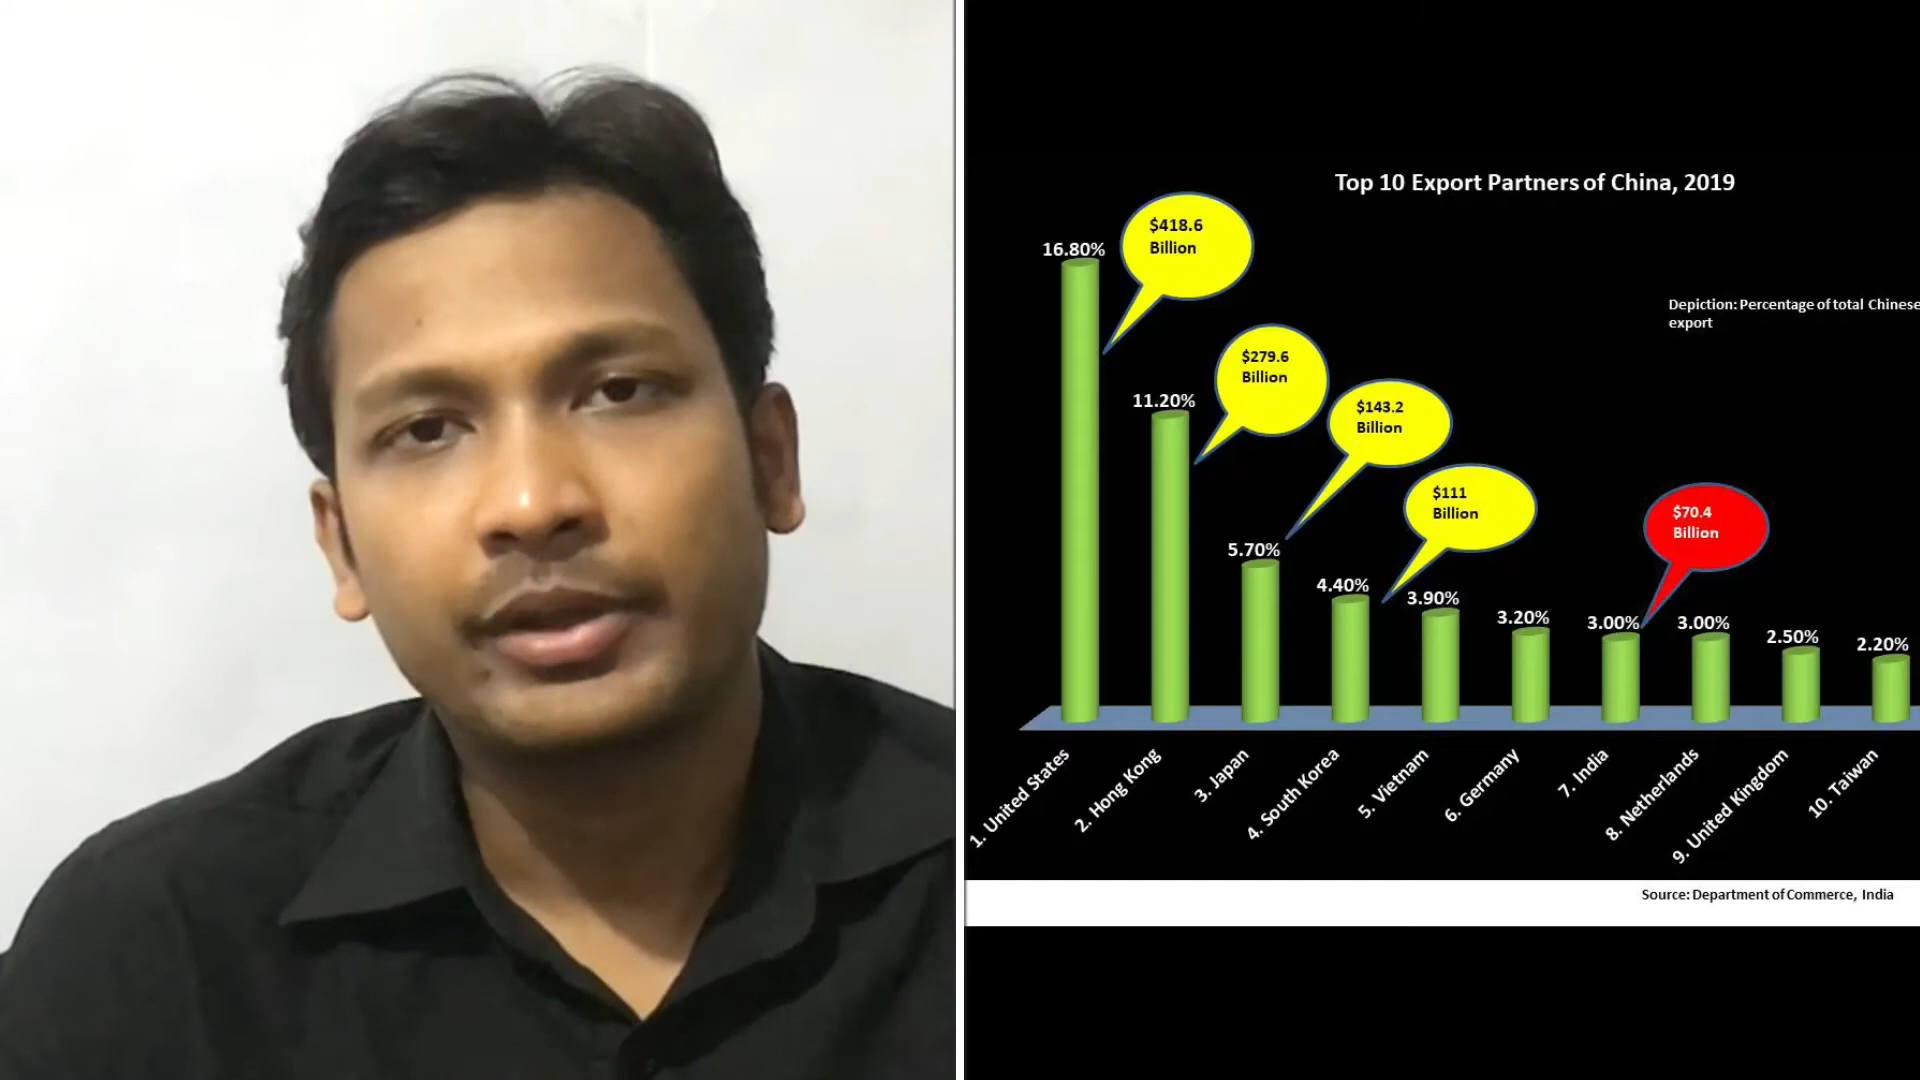 Top 10 Export Partners of China, 2019
$418.6
Billion
16.80%
Depiction: Percentage of total Chinese
export
$279.6
Billion
11.20%
$143.2
Billion
$111
Billion
$70.4
Billion
5.70%
4.40%
3.90%
3.20%
3.00%
3.00%
2.50%
2.20%
1. United States
2. Hong Kong
3. Japan
4. South Korea
5. Vietnam
6. Germany
7. India
8. Netherlands
9. United Kingdom
10. Taiwan
Source: Department of Commerce, India